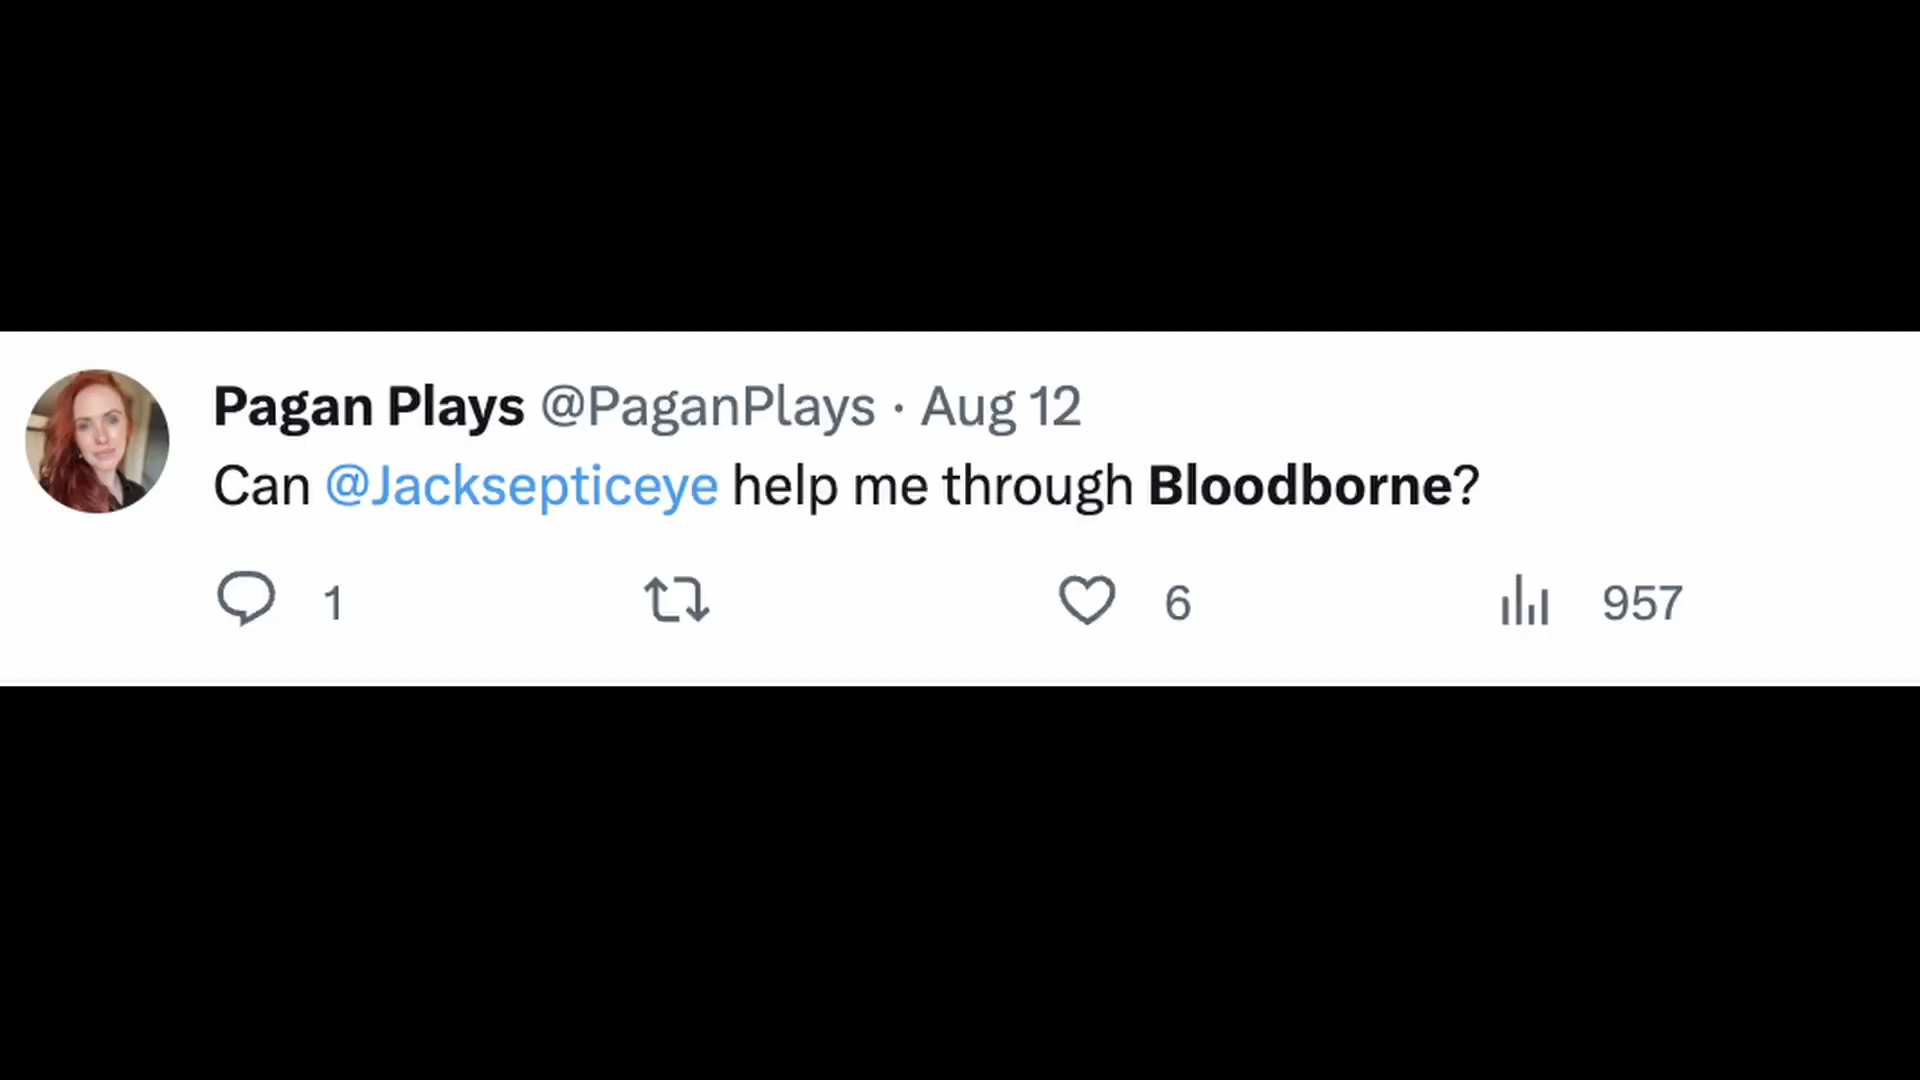 Pagan Plays @PaganPlays · Aug 12
Can @Jacksepticeye help me through Bloodborne?
1 6 957